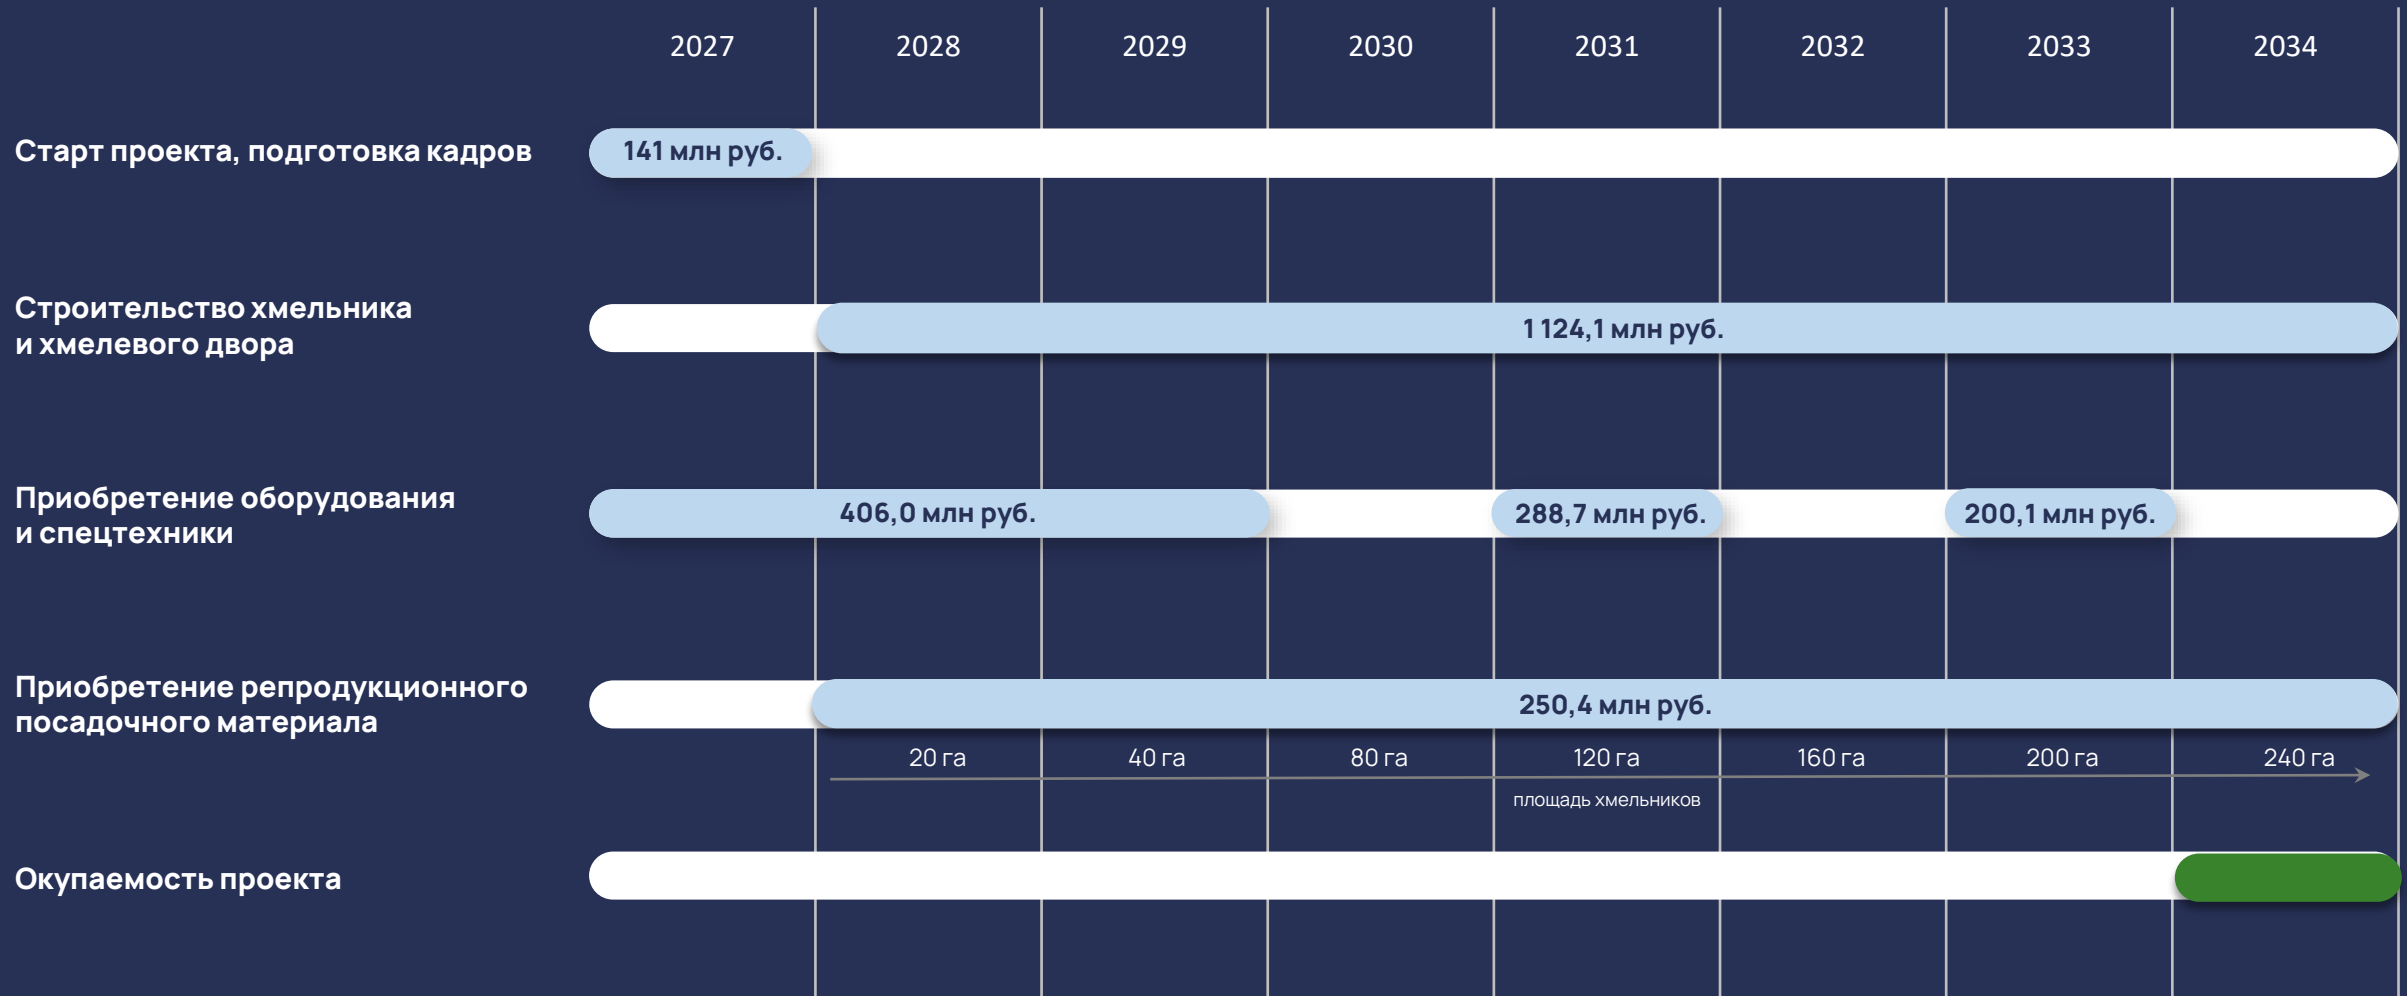 2027 2028 2029 2030 2031 2032 2033 2034
Старт проекта, подготовка кадров 141 млн руб.
Строительство хмельника
и хмелевого двора
1 124,1 млн руб.
Приобретение оборудования
и спецтехники
406,0 млн руб. 288,7 млн руб. 200,1 млн руб.
Приобретение репродукционного
посадочного материала
250,4 млн руб.
20 га 40 га 80 га 120 га 160 га 200 га 240 га
площадь хмельников
Окупаемость проекта